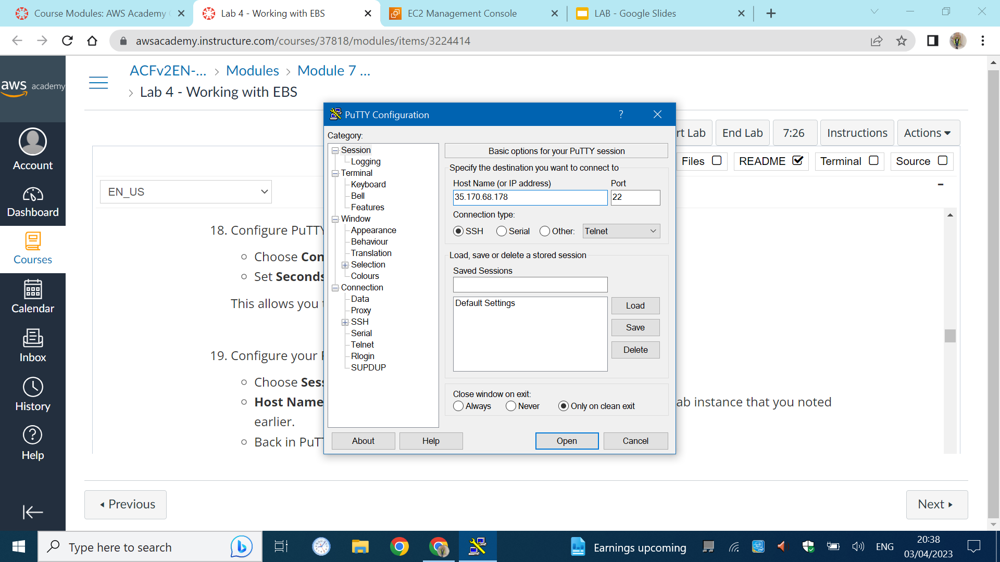 Course Modules: AWS Academy
Lab 4 - Working with EBS
EC2 Management Console
LAB - Google Slides
awsacademy.instructure.com/courses/37818/modules/items/3224414
aws academy
Account
Dashboard
Courses
Calendar
Inbox
History
Help
ACFv2EN-... > Modules > Module 7 ...
> Lab 4 - Working with EBS
rt Lab
End Lab
7:26
Instructions
Actions
Files
README
Terminal
Source
EN_US
18. Configure PuTTY
Choose Con
Set Seconds
This allows you
19. Configure your
Choose Sess
Host Name
ab instance that you noted
earlier.
Back in PuTT
PuTTY Configuration
?
Category:
Session
Logging
Terminal
Keyboard
Bell
Features
Window
Appearance
Behaviour
Translation
Selection
Colours
Connection
Data
Proxy
SSH
Serial
Telnet
Rlogin
SUPDUP
Basic options for your PuTTY session
Specify the destination you want to connect to
Host Name (or IP address)
Port
35.170.68.178
22
Connection type:
SSH
Serial
Other:
Telnet
Load, save or delete a stored session
Saved Sessions
Default Settings
Load
Save
Delete
Close window on exit:
Always
Never
Only on clean exit
About
Help
Open
Cancel
Previous
Next
Type here to search
Earnings upcoming
ENG
20:38
03/04/2023